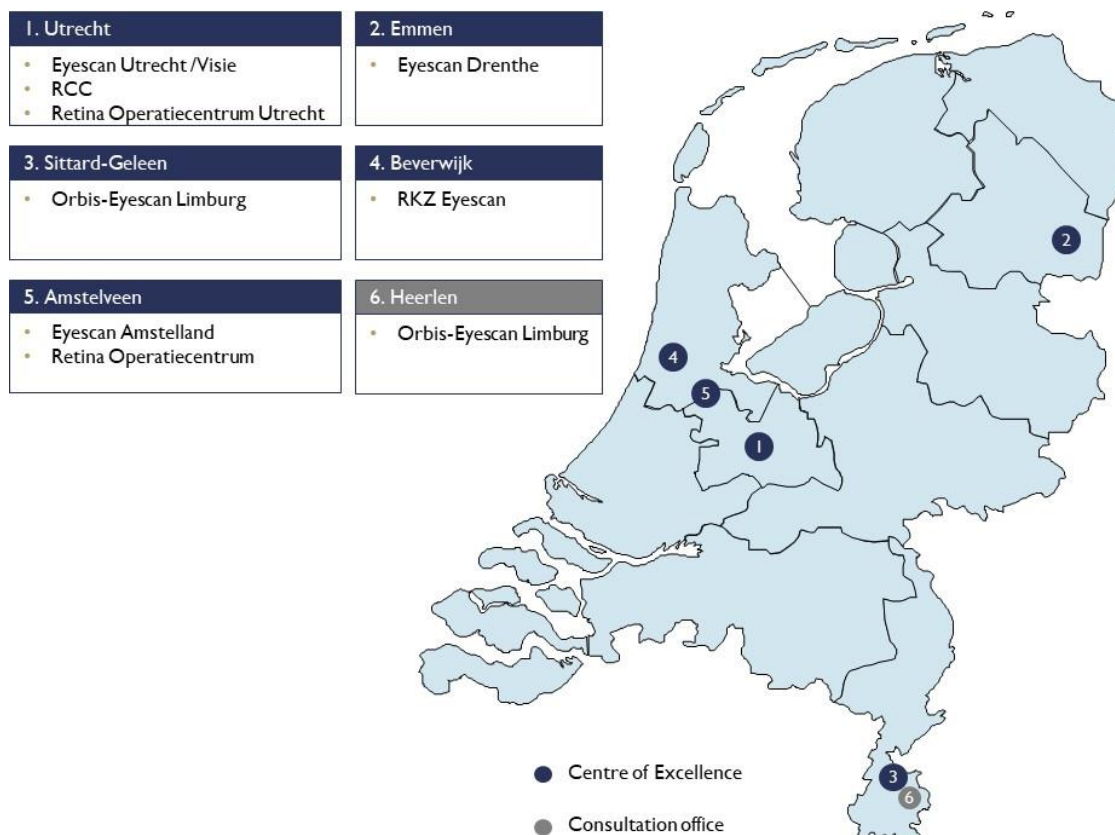 1. Utrecht
• Eyescan Utrecht /Visie
• RCC
• Retina Operatiecentrum Utrecht
2. Emmen
• Eyescan Drenthe
3. Sittard-Geleen
• Orbis-Eyescan Limburg
4. Beverwijk
• RKZ Eyescan
5. Amstelveen
• Eyescan Amstelland
• Retina Operatiecentrum
6. Heerlen
• Orbis-Eyescan Limburg
2
4
5
1
3
6
Centre of Excellence
Consultation office